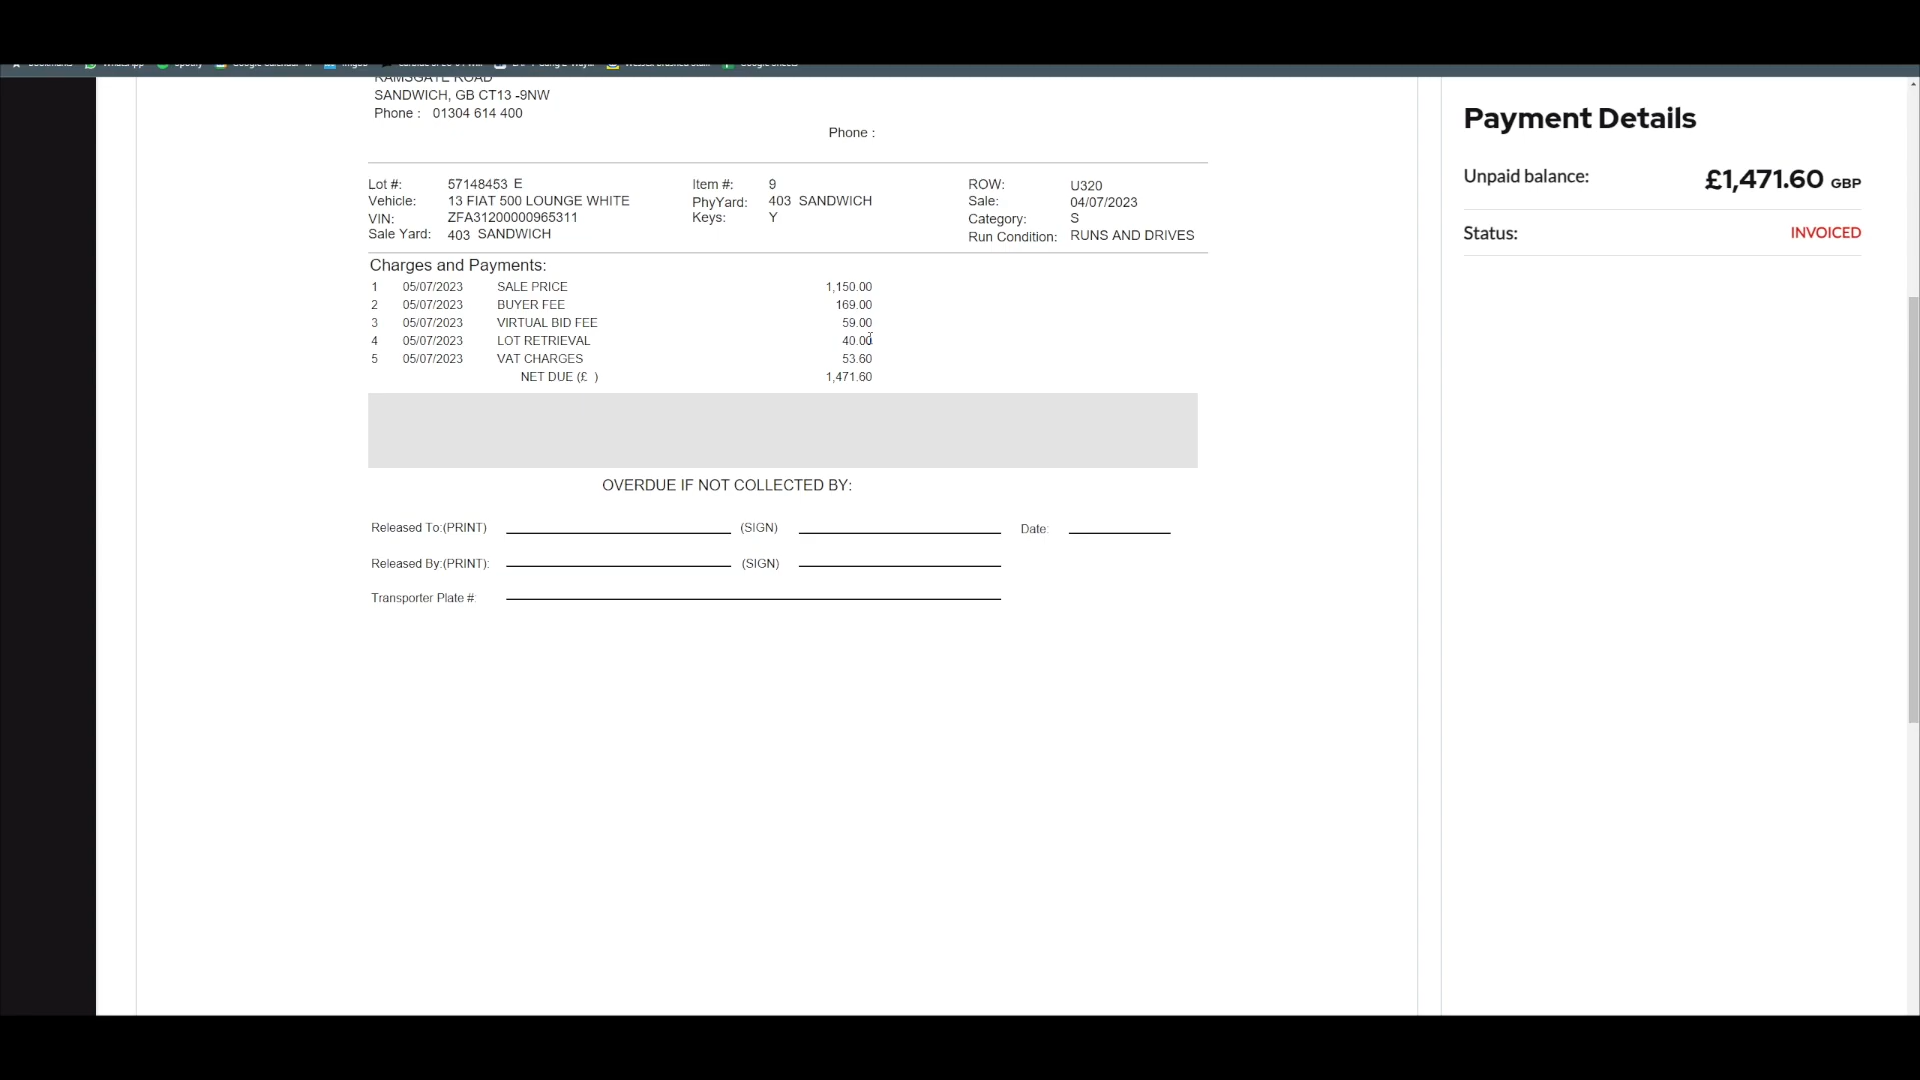 RAMSGATE ROAD
SANDWICH, GB CT13 -9NW
Phone : 01304 614 400
Phone :
Lot #: 57148453 E Item #: 9 ROW: U320
Vehicle: 13 FIAT 500 LOUNGE WHITE PhyYard: 403 SANDWICH Sale: 04/07/2023
VIN: ZFA31200000965311 Keys: Y Category: S
Sale Yard: 403 SANDWICH Run Condition: RUNS AND DRIVES
Charges and Payments:
1 05/07/2023 SALE PRICE 1,150.00
2 05/07/2023 BUYER FEE 169.00
3 05/07/2023 VIRTUAL BID FEE 59.00
4 05/07/2023 LOT RETRIEVAL 40.00
5 05/07/2023 VAT CHARGES 53.60
NET DUE (£ ) 1,471.60
OVERDUE IF NOT COLLECTED BY:
Released To:(PRINT) (SIGN) Date:
Released By:(PRINT): (SIGN)
Transporter Plate #:
Payment Details
Unpaid balance: £1,471.60 GBP
Status: INVOICED